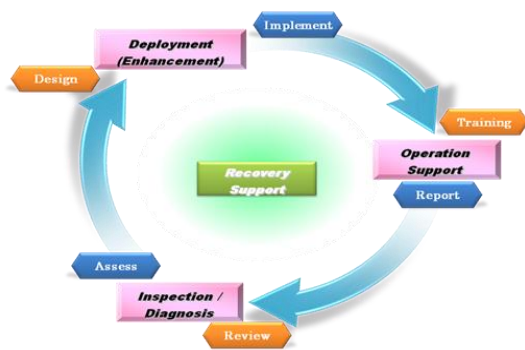 Implement
Deployment
(Enhancement)
Design
Training
Operation
Support
Recovery
Support
Report
Assess
Inspection /
Diagnosis
Review